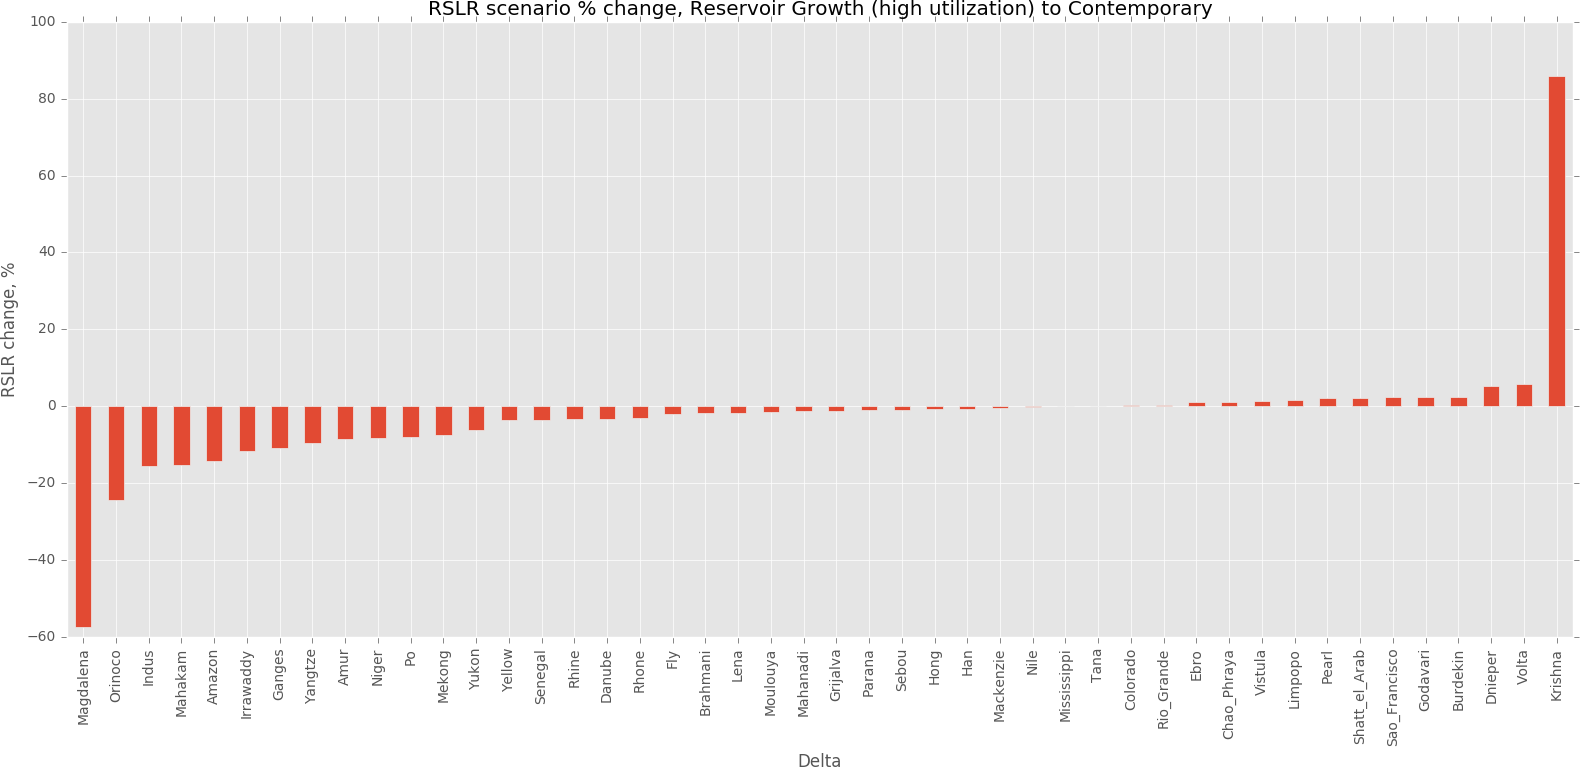 RSLR scenario % change, Reservoir Growth (high utilization) to Contemporary
100
80
60
40
20
0
−20
−40
−60
RSLR change, %
Magdalena
Orinoco
Indus
Mahakam
Amazon
Irrawaddy
Ganges
Yangtze
Amur
Niger
Po
Mekong
Yukon
Yellow
Senegal
Rhine
Danube
Rhone
Fly
Brahmani
Lena
Moulouya
Mahanadi
Grijalva
Parana
Sebou
Hong
Han
Mackenzie
Nile
Mississippi
Tana
Colorado
Rio_Grande
Ebro
Chao_Phraya
Vistula
Limpopo
Pearl
Shatt_el_Arab
Sao_Francisco
Godavari
Burdekin
Dnieper
Volta
Krishna
Delta